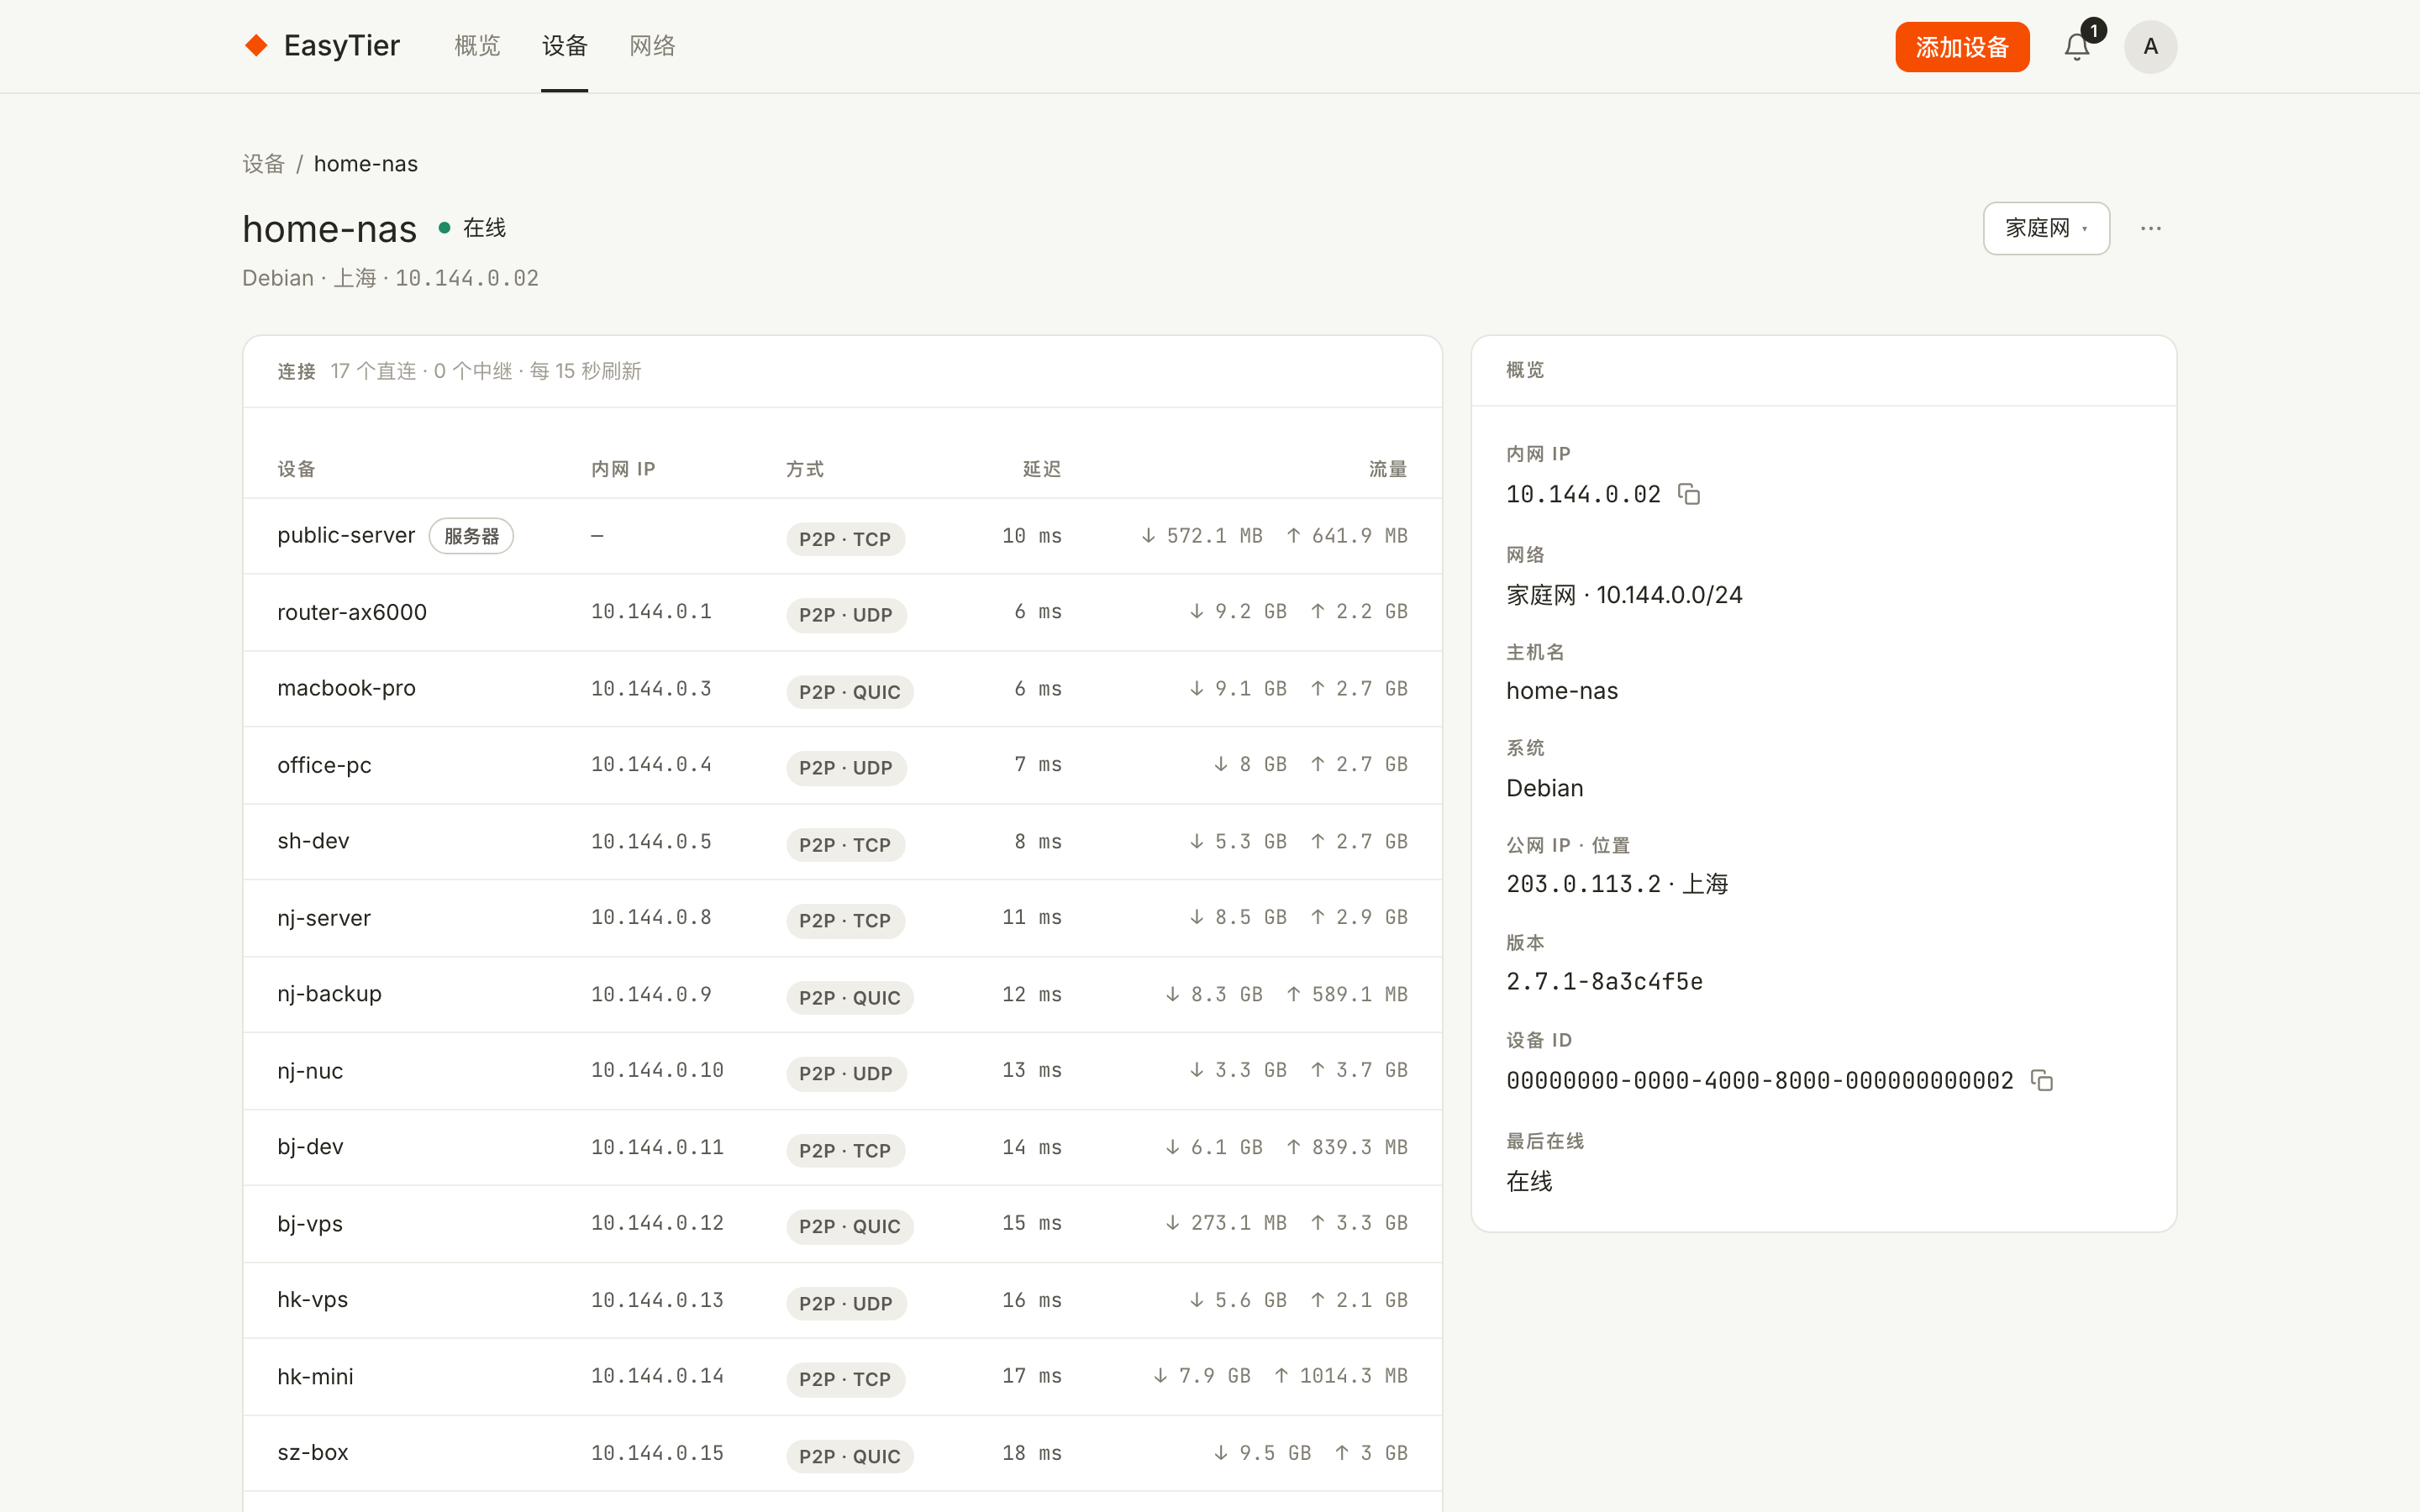 EasyTier 概览 设备 网络 添加设备 1 A
设备 / home-nas
home-nas 在线 家庭网 ▾ ···
Debian · 上海 · 10.144.0.02
连接 17 个直连 · 0 个中继 · 每 15 秒刷新
设备 内网 IP 方式 延迟 流量
public-server 服务器 — P2P · TCP 10 ms ↓ 572.1 MB ↑ 641.9 MB
router-ax6000 10.144.0.1 P2P · UDP 6 ms ↓ 9.2 GB ↑ 2.2 GB
macbook-pro 10.144.0.3 P2P · QUIC 6 ms ↓ 9.1 GB ↑ 2.7 GB
office-pc 10.144.0.4 P2P · UDP 7 ms ↓ 8 GB ↑ 2.7 GB
sh-dev 10.144.0.5 P2P · TCP 8 ms ↓ 5.3 GB ↑ 2.7 GB
nj-server 10.144.0.8 P2P · TCP 11 ms ↓ 8.5 GB ↑ 2.9 GB
nj-backup 10.144.0.9 P2P · QUIC 12 ms ↓ 8.3 GB ↑ 589.1 MB
nj-nuc 10.144.0.10 P2P · UDP 13 ms ↓ 3.3 GB ↑ 3.7 GB
bj-dev 10.144.0.11 P2P · TCP 14 ms ↓ 6.1 GB ↑ 839.3 MB
bj-vps 10.144.0.12 P2P · QUIC 15 ms ↓ 273.1 MB ↑ 3.3 GB
hk-vps 10.144.0.13 P2P · UDP 16 ms ↓ 5.6 GB ↑ 2.1 GB
hk-mini 10.144.0.14 P2P · TCP 17 ms ↓ 7.9 GB ↑ 1014.3 MB
sz-box 10.144.0.15 P2P · QUIC 18 ms ↓ 9.5 GB ↑ 3 GB
概览
内网 IP
10.144.0.02
网络
家庭网 · 10.144.0.0/24
主机名
home-nas
系统
Debian
公网 IP · 位置
203.0.113.2 · 上海
版本
2.7.1-8a3c4f5e
设备 ID
00000000-0000-4000-8000-000000000002
最后在线
在线